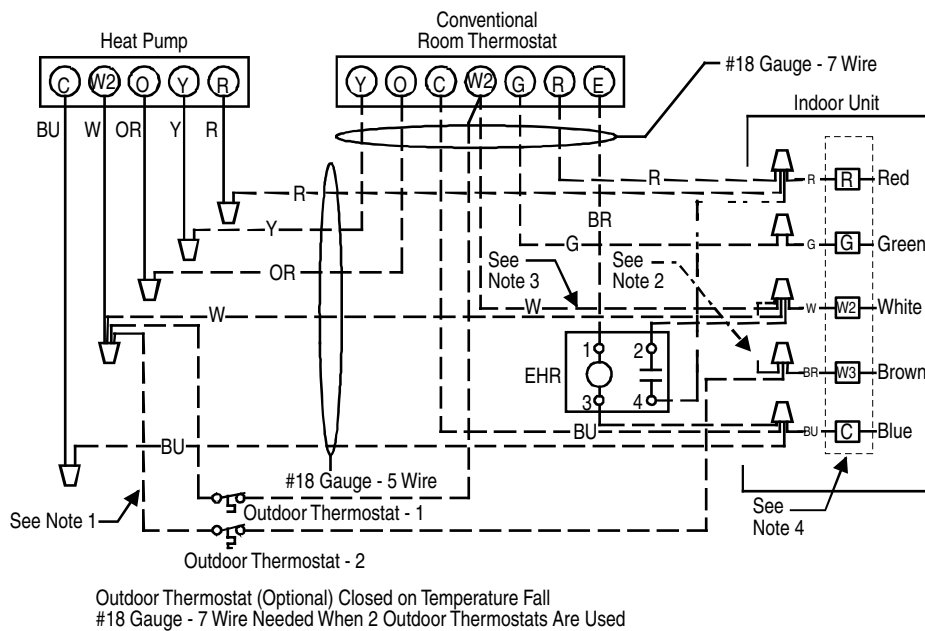 Conventional
Room Thermostat
Heat Pump
C W2 O Y R
Y O C W2 G R E
#18 Gauge - 7 Wire
Indoor Unit
BU W OR Y R
R
R
R
R
Red
BR
Y
G
G
G
Green
OR
See
Note 3
See
Note 2
W
W
W
W2
White
1
2
EHR
BR
W3
Brown
3
4
BU
BU
BU
C
Blue
#18 Gauge - 5 Wire
See Note 1
Outdoor Thermostat - 1
See
Note 4
Outdoor Thermostat - 2
Outdoor Thermostat (Optional) Closed on Temperature Fall
#18 Gauge - 7 Wire Needed When 2 Outdoor Thermostats Are Used